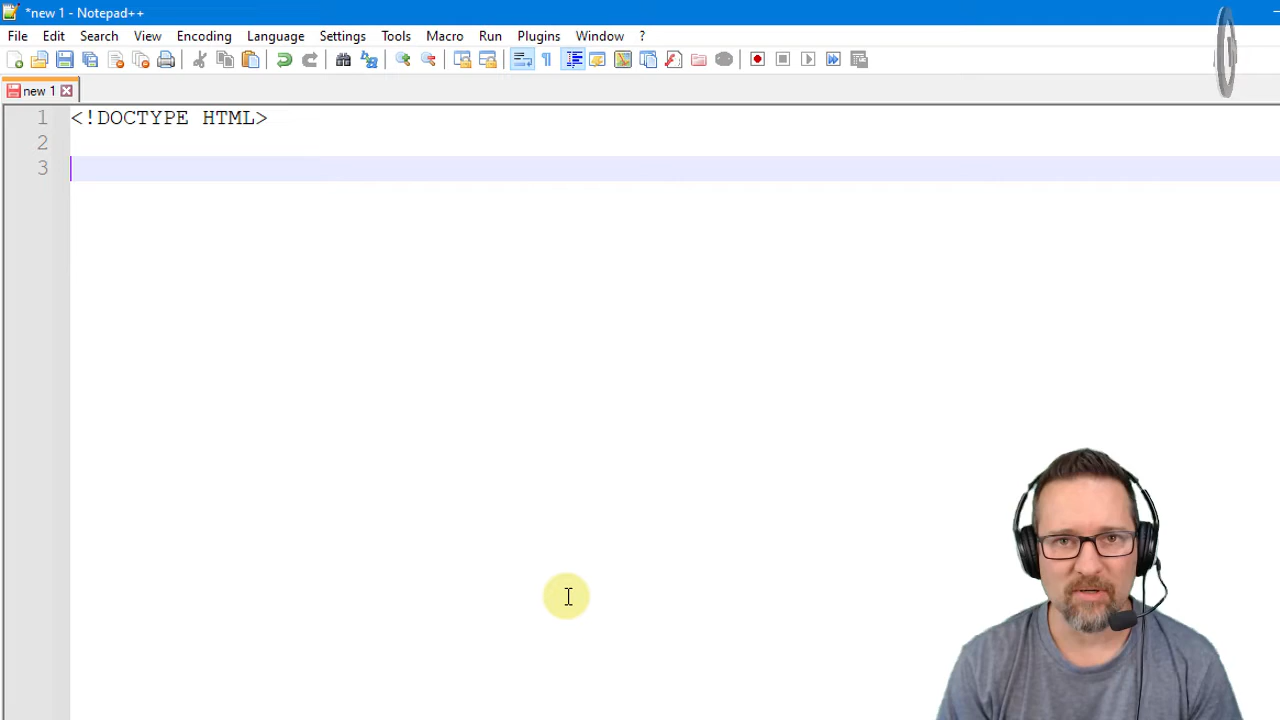 *new 1 - Notepad++
File Edit Search View Encoding Language Settings Tools Macro Run Plugins Window ?
new 1
1 <!DOCTYPE HTML>
2
3